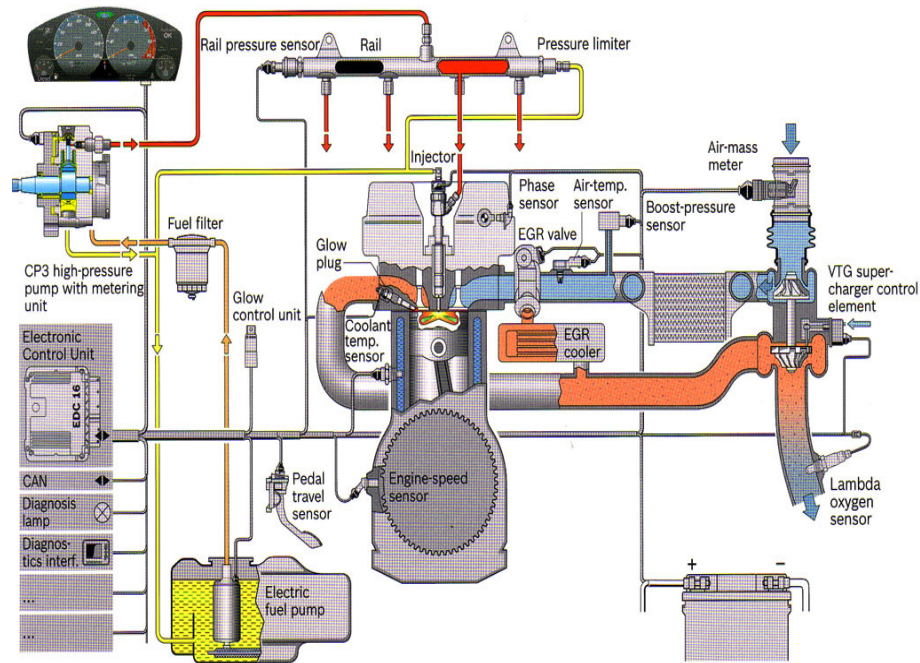 Rail pressure sensor
Rail
Pressure limiter
Injector
Phase
sensor
Air-temp.
sensor
Air-mass
meter
Boost-pressure
sensor
EGR valve
Fuel filter
Glow
plug
CP3 high-pressure
pump with metering
unit
Glow
control unit
VTG super-
charger control
element
Coolant
temp.
sensor
EGR
cooler
Electronic
Control Unit
EDC 16
CAN
Diagnosis
lamp
Diagnos-
tics interf.
...
...
Pedal
travel
sensor
Engine-speed
sensor
Lambda
oxygen
sensor
Electric
fuel pump
+ −